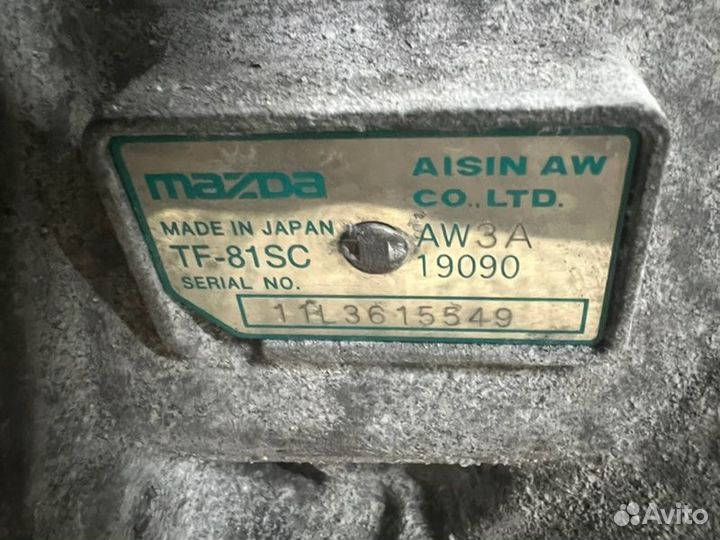 mazda
AISIN AW
CO.,LTD.
MADE IN JAPAN
TF-81SC
AW3A
19090
SERIAL NO.
11L3615549
Avito